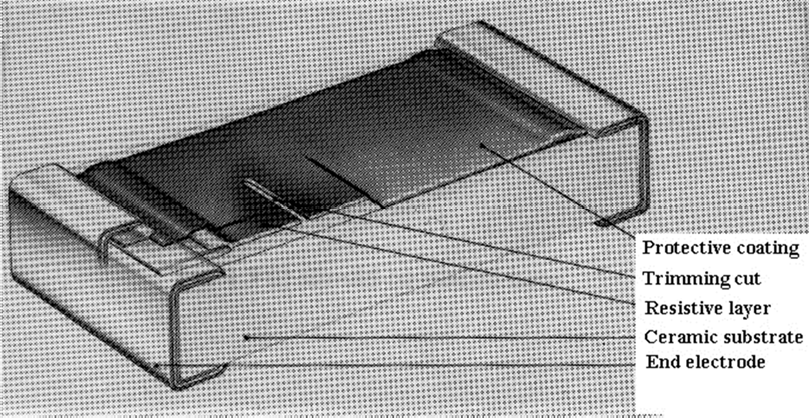 Protective coating
Trimming cut
Resistive layer
Ceramic substrate
End electrode